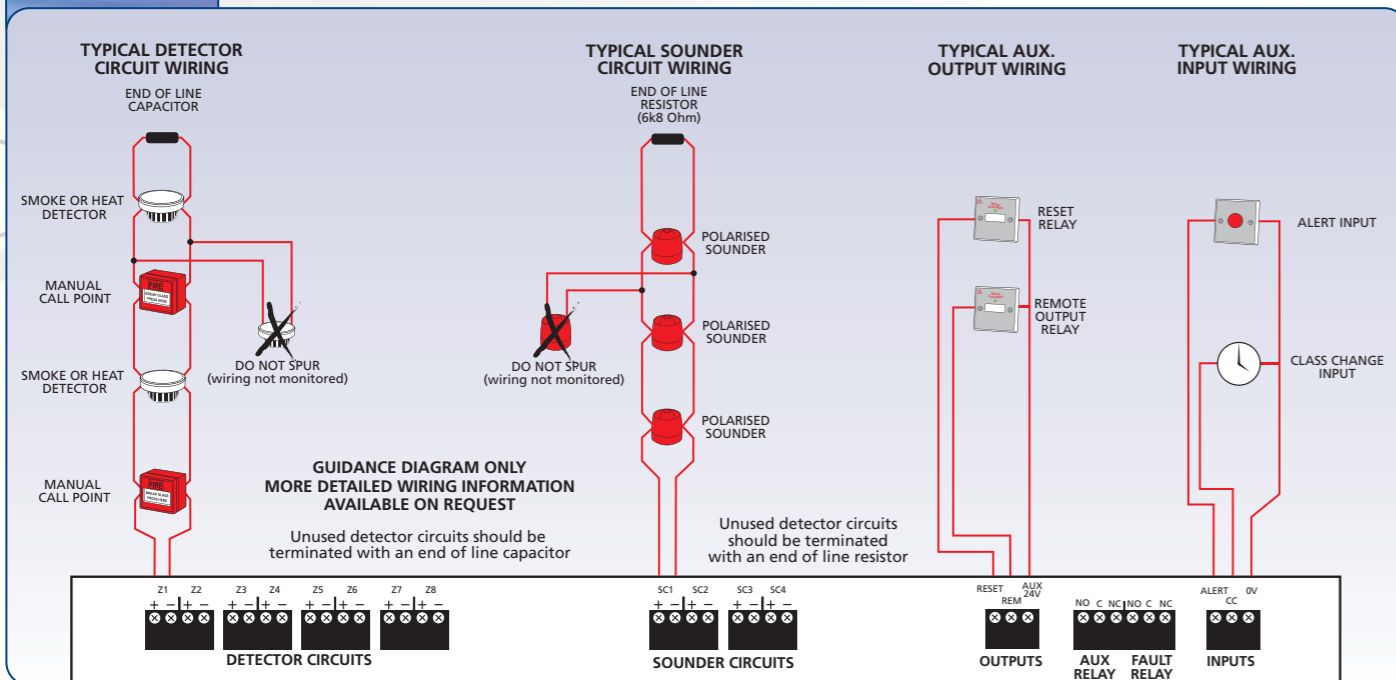 TYPICAL DETECTOR
CIRCUIT WIRING
END OF LINE
CAPACITOR
SMOKE OR HEAT
DETECTOR
MANUAL
CALL POINT
FIRE
DO NOT SPUR
(wiring not monitored)
SMOKE OR HEAT
DETECTOR
MANUAL
CALL POINT
FIRE
BREAK GLASS
PRESS HERE
TYPICAL SOUNDER
CIRCUIT WIRING
END OF LINE
RESISTOR
(6k8 Ohm)
POLARISED
SOUNDER
DO NOT SPUR
(wiring not monitored)
POLARISED
SOUNDER
POLARISED
SOUNDER
GUIDANCE DIAGRAM ONLY
MORE DETAILED WIRING INFORMATION
AVAILABLE ON REQUEST
Unused detector circuits should be
terminated with an end of line capacitor
Unused detector circuits
should be terminated
with an end of line resistor
TYPICAL AUX.
OUTPUT WIRING
RESET
RELAY
REMOTE
OUTPUT
RELAY
TYPICAL AUX.
INPUT WIRING
ALERT INPUT
CLASS CHANGE
INPUT
Z1 Z2 Z3 Z4 Z5 Z6 Z7 Z8
+ − + − + − + − + − + − + − + −
DETECTOR CIRCUITS
SC1 SC2 SC3 SC4
+ − + − + − + −
SOUNDER CIRCUITS
RESET REM AUX 24V
OUTPUTS
NO C NC NO C NC
AUX RELAY
FAULT RELAY
ALERT CC 0V
INPUTS